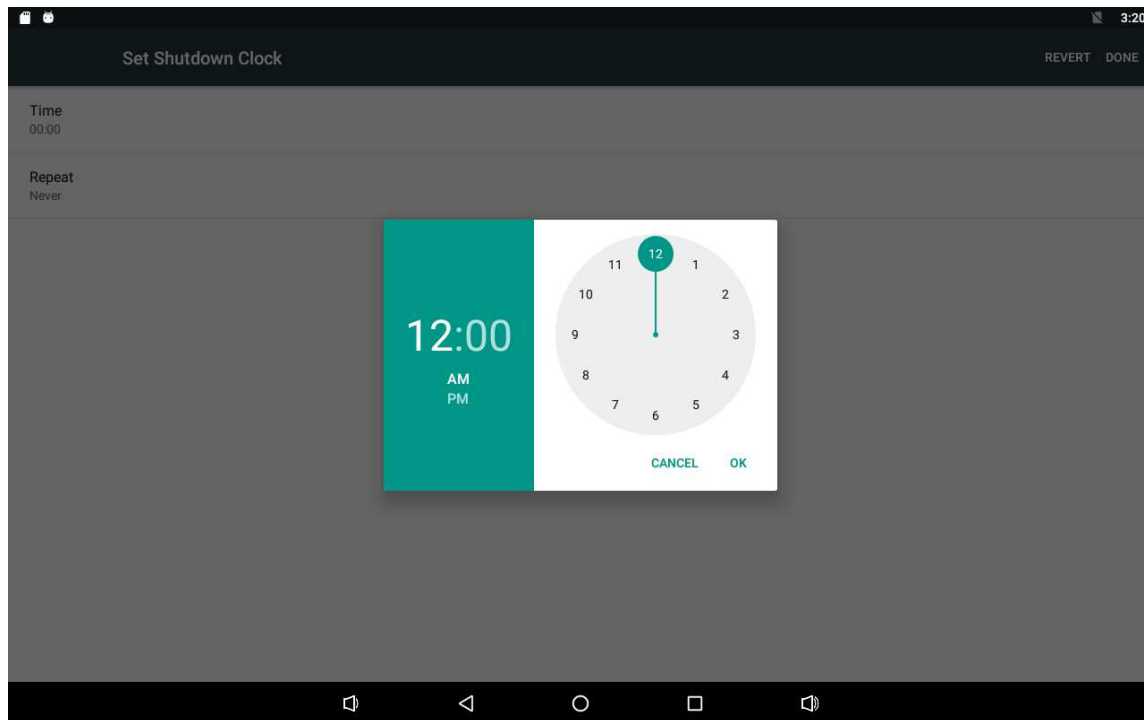 3:20
Set Shutdown Clock
REVERT DONE
Time
00:00
Repeat
Never
12:00
AM
PM
12
1
2
3
4
5
6
7
8
9
10
11
CANCEL OK